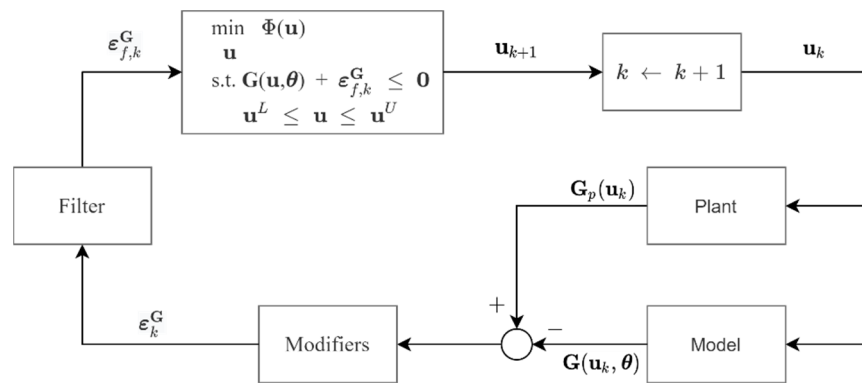 ε^G_{f,k}
min Φ(u)
u
s.t. G(u,θ) + ε^G_{f,k} ≤ 0
u^L ≤ u ≤ u^U
u_{k+1}
k ← k + 1
u_k
Filter
G_p(u_k)
Plant
+
−
ε^G_k
Modifiers
G(u_k, θ)
Model